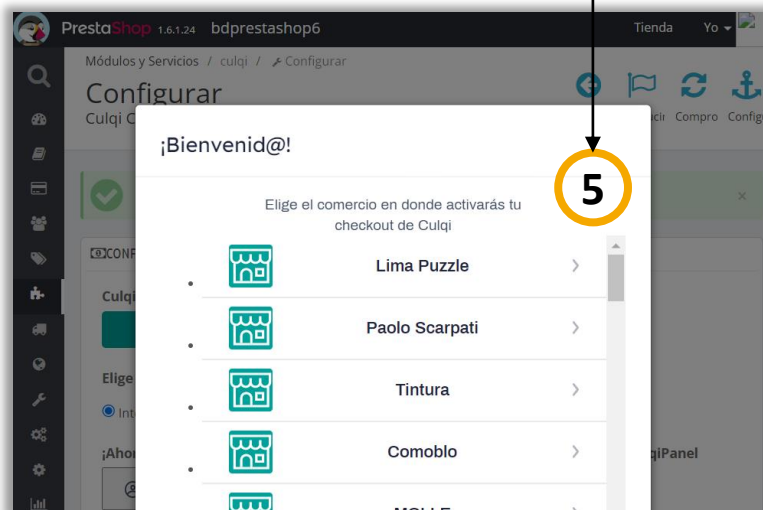 PrestaShop 1.6.1.24 bdprestashop6 Tienda Yo
Módulos y Servicios / culqi / Configurar
Configurar
Culqi C
Compro Config
¡Bienvenid@!
5
Elige el comercio en donde activarás tu
checkout de Culqi
CONF
Lima Puzzle
Culqi
Paolo Scarpati
Elige
Tintura
Int
Comoblo
¡Ahor
qiPanel